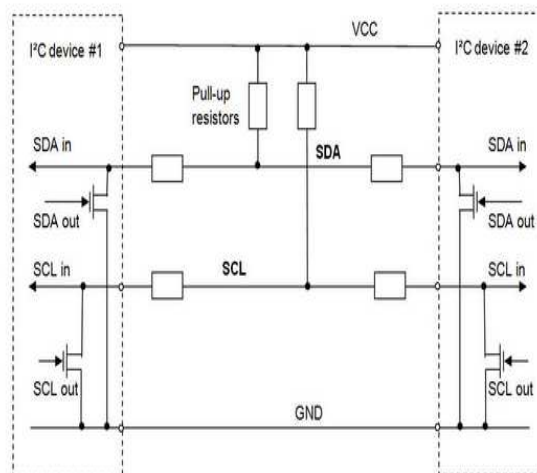 VCC
I²C device #1
I²C device #2
Pull-up
resistors
SDA in
SDA
SDA in
SDA out
SDA out
SCL in
SCL
SCL in
SCL out
SCL out
GND